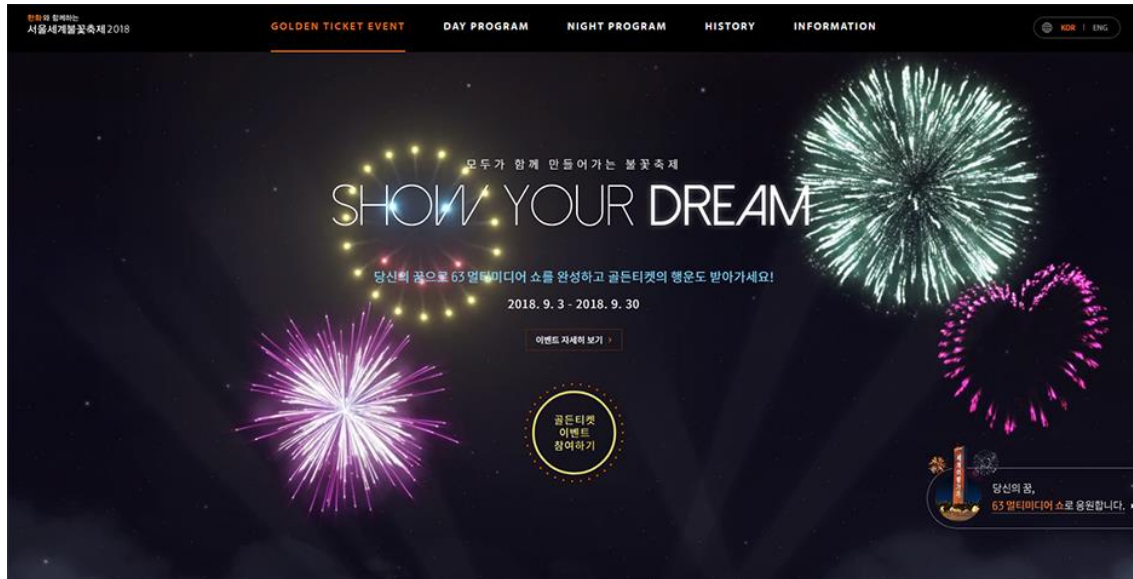 한화와 함께하는
서울세계불꽃축제2018
GOLDEN TICKET EVENT
DAY PROGRAM
NIGHT PROGRAM
HISTORY
INFORMATION
KOR | ENG
모두가 함께 만들어가는 불꽃축제
SHOW YOUR DREAM
당신의 꿈으로 63 멀티미디어 쇼를 완성하고 골든티켓의 행운도 받아가세요!
2018. 9. 3 - 2018. 9. 30
이벤트 자세히 보기 >
골든티켓
이벤트
참여하기
당신의 꿈,
63 멀티미디어 쇼로 응원합니다.